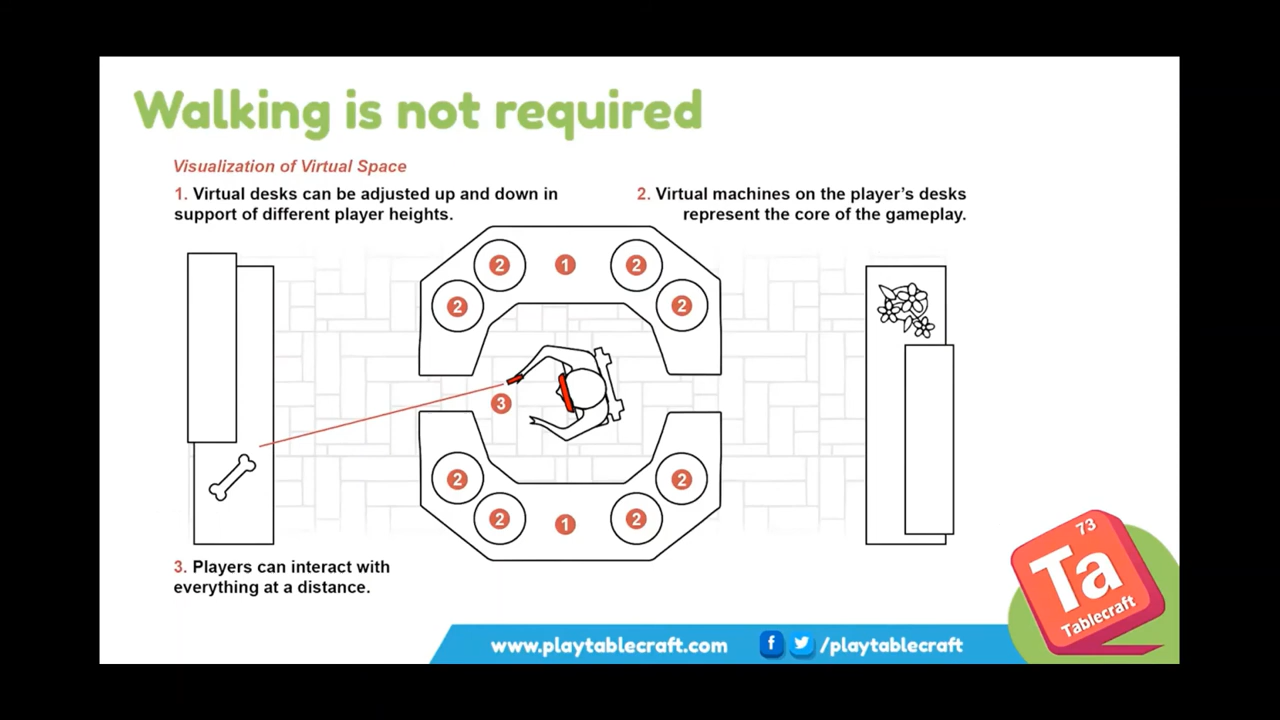 Walking is not required
Visualization of Virtual Space
1. Virtual desks can be adjusted up and down in
support of different player heights.
2. Virtual machines on the player's desks
represent the core of the gameplay.
2 1 2
2 2
3
2 2
2 1 2
3. Players can interact with
everything at a distance.
73
Ta
Tablecraft
www.playtablecraft.com f /playtablecraft